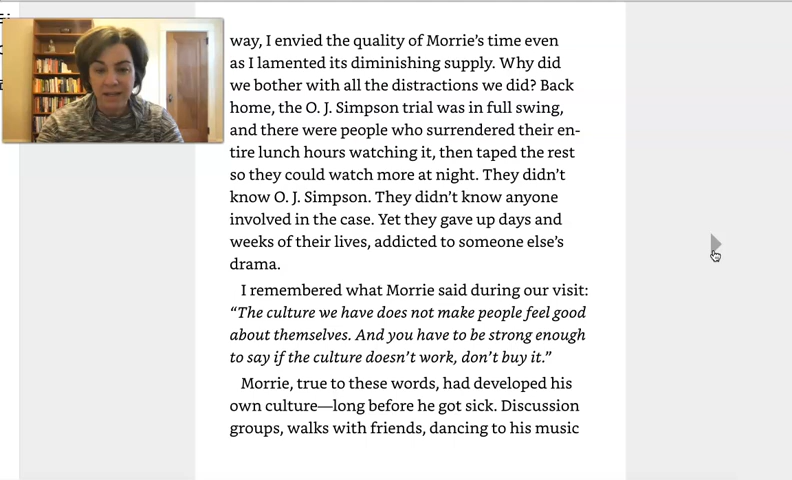 way, I envied the quality of Morrie’s time even
as I lamented its diminishing supply. Why did
we bother with all the distractions we did? Back
home, the O. J. Simpson trial was in full swing,
and there were people who surrendered their en-
tire lunch hours watching it, then taped the rest
so they could watch more at night. They didn’t
know O. J. Simpson. They didn’t know anyone
involved in the case. Yet they gave up days and
weeks of their lives, addicted to someone else’s
drama.
I remembered what Morrie said during our visit:
“The culture we have does not make people feel good
about themselves. And you have to be strong enough
to say if the culture doesn’t work, don’t buy it.”
Morrie, true to these words, had developed his
own culture—long before he got sick. Discussion
groups, walks with friends, dancing to his music